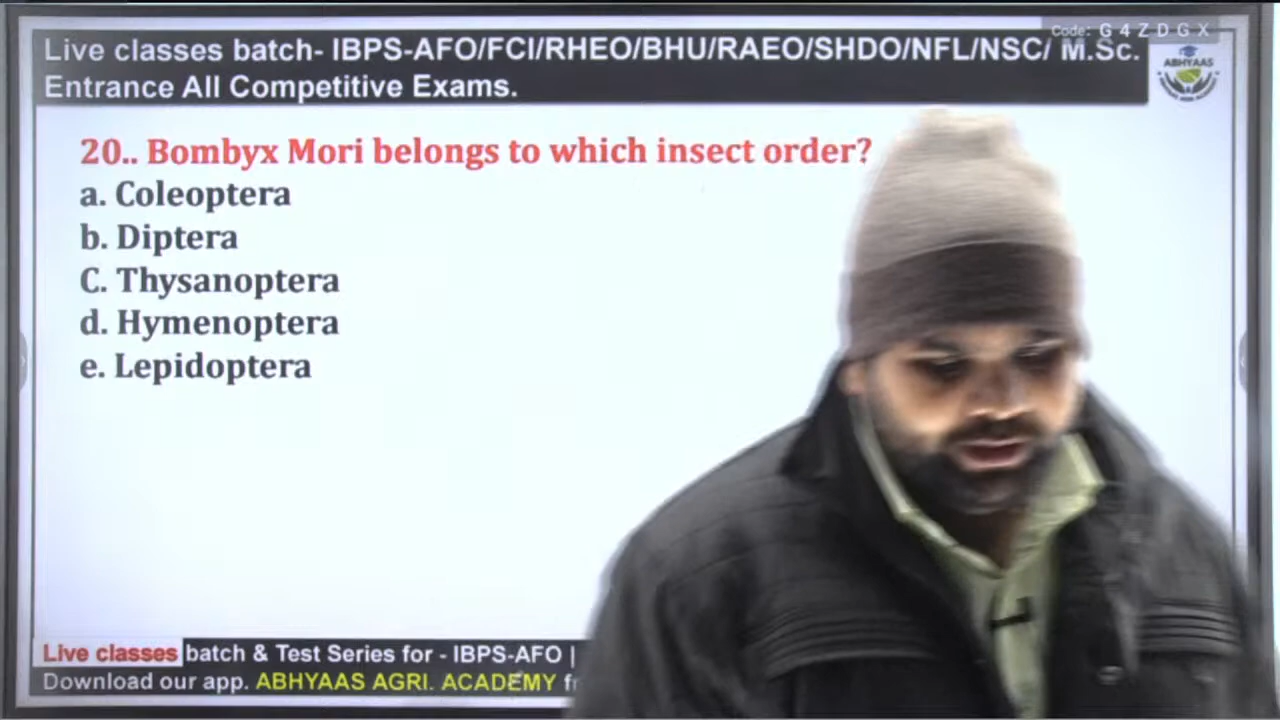 Code: G 4 Z D G X
Live classes batch- IBPS-AFO/FCI/RHEO/BHU/RAEO/SHDO/NFL/NSC/ M.Sc.
Entrance All Competitive Exams.
ABHYAAS
20.. Bombyx Mori belongs to which insect order?
a. Coleoptera
b. Diptera
C. Thysanoptera
d. Hymenoptera
e. Lepidoptera
Live classes batch & Test Series for - IBPS-AFO |
Download our app. ABHYAAS AGRI. ACADEMY